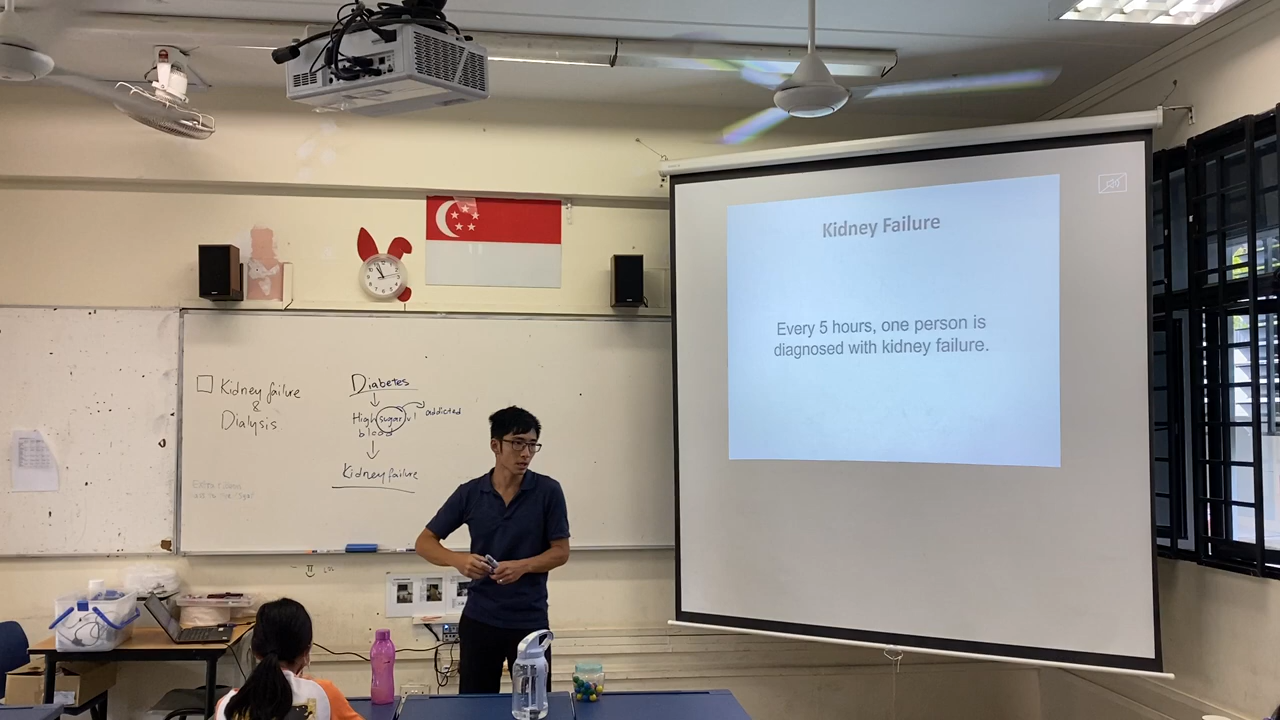 Kidney Failure
Every 5 hours, one person is
diagnosed with kidney failure.
Kidney failure
&
Dialysis
Diabetes
High sugar
addicted
blood
Kidney failure